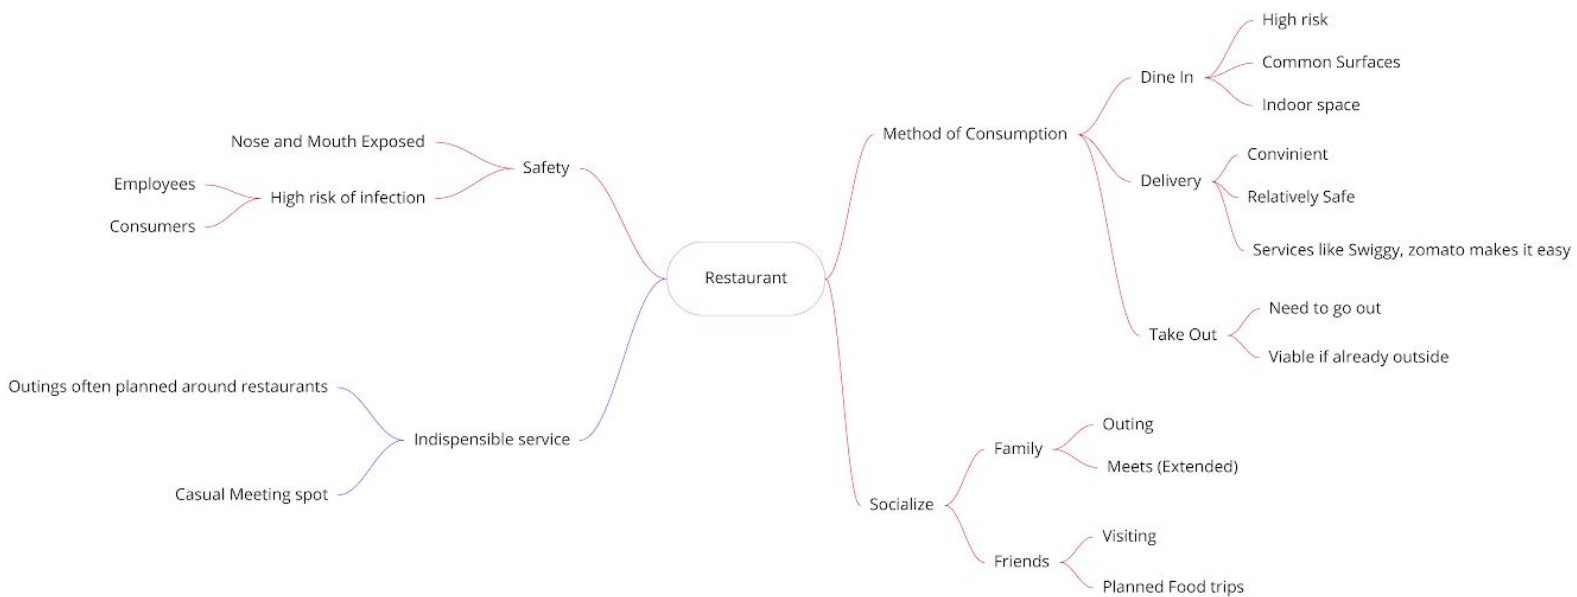 Restaurant
Safety
Nose and Mouth Exposed
High risk of infection
Employees
Consumers
Indispensible service
Outings often planned around restaurants
Casual Meeting spot
Method of Consumption
Dine In
High risk
Common Surfaces
Indoor space
Delivery
Convinient
Relatively Safe
Services like Swiggy, zomato makes it easy
Take Out
Need to go out
Viable if already outside
Socialize
Family
Outing
Meets (Extended)
Friends
Visiting
Planned Food trips